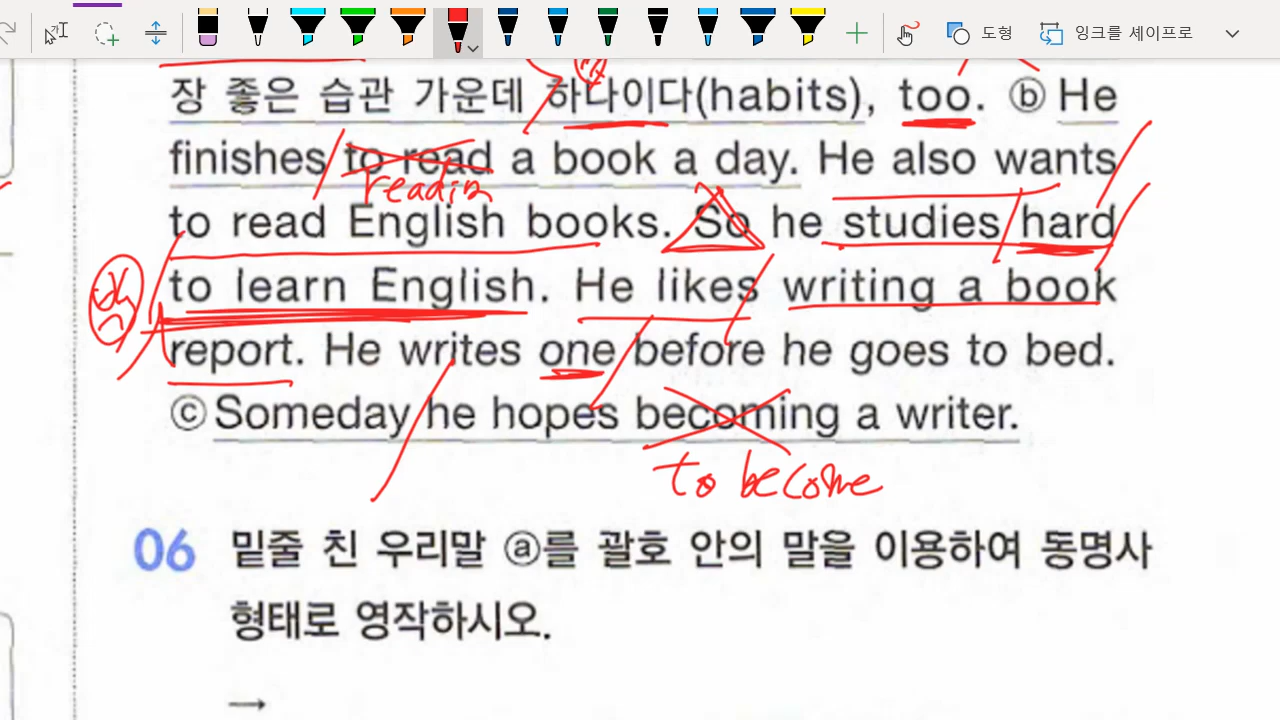 도형
잉크를 셰이프로
장 좋은 습관 가운데 하나이다(habits), too. ⓑ He
finishes to read a book a day. He also wants
readin
to read English books. So he studies hard
to learn English. He likes writing a book
report. He writes one before he goes to bed.
ⓒ Someday he hopes becoming a writer.
to become
06 밑줄 친 우리말 ⓐ를 괄호 안의 말을 이용하여 동명사
형태로 영작하시오.
→